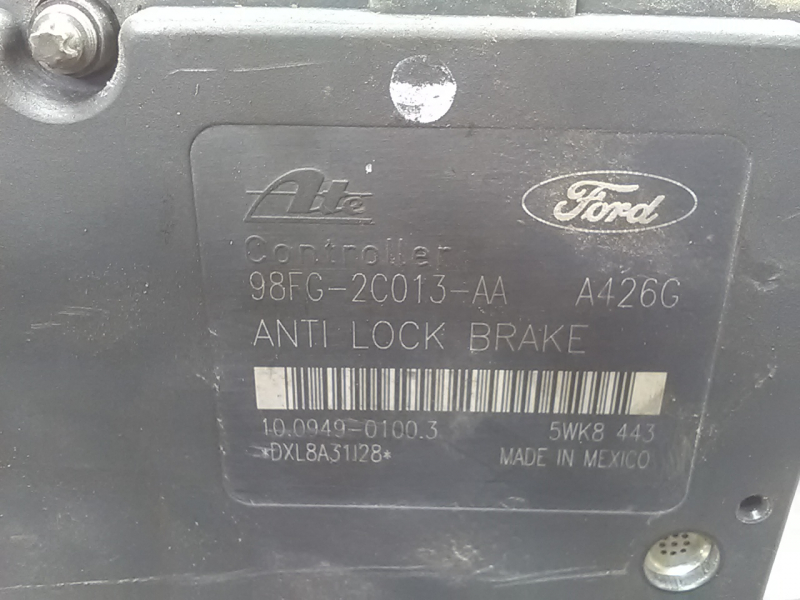 Ate
Ford
Controller
98FG-2C013-AA A426G
ANTI LOCK BRAKE
10.0949-0100.3 5WK8 443
*DXL8A31J28* MADE IN MEXICO